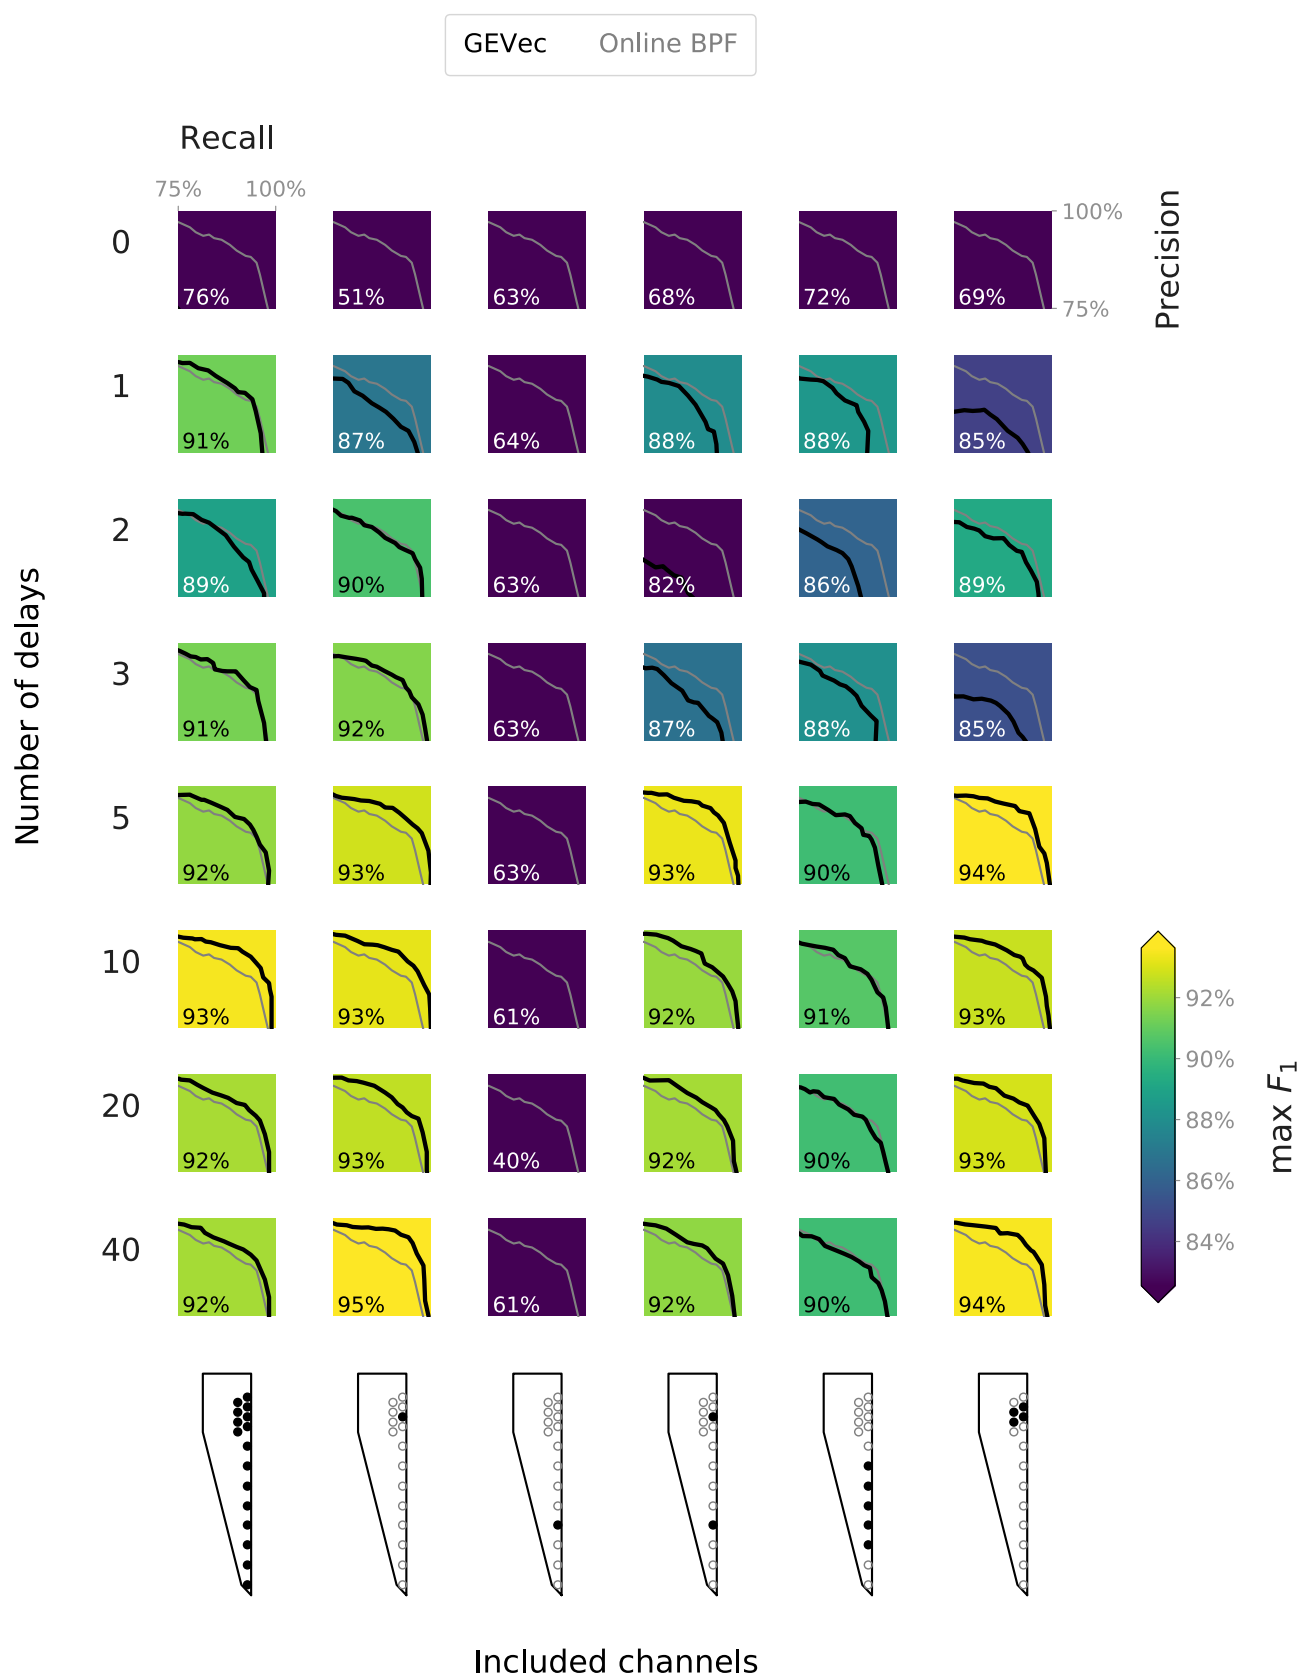 GEVec Online BPF
Recall
75% 100%
100%
75%
Precision
Number of delays
0
76% 51% 63% 68% 72% 69%
1
91% 87% 64% 88% 88% 85%
2
89% 90% 63% 82% 86% 89%
3
91% 92% 63% 87% 88% 85%
5
92% 93% 63% 93% 90% 94%
10
93% 93% 61% 92% 91% 93%
20
92% 93% 40% 92% 90% 93%
40
92% 95% 61% 92% 90% 94%
92%
90%
88%
86%
84%
max F₁
Included channels